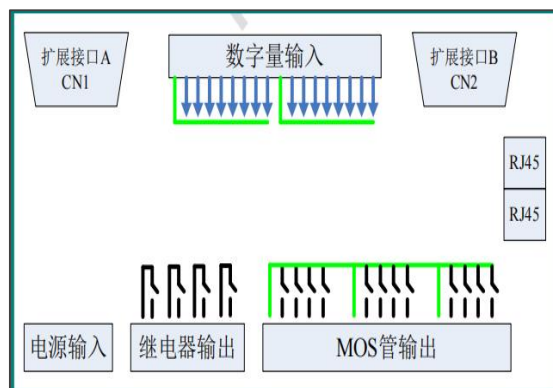 扩展接口A
CN1
数字量输入
扩展接口B
CN2
RJ45
RJ45
电源输入
继电器输出
MOS管输出